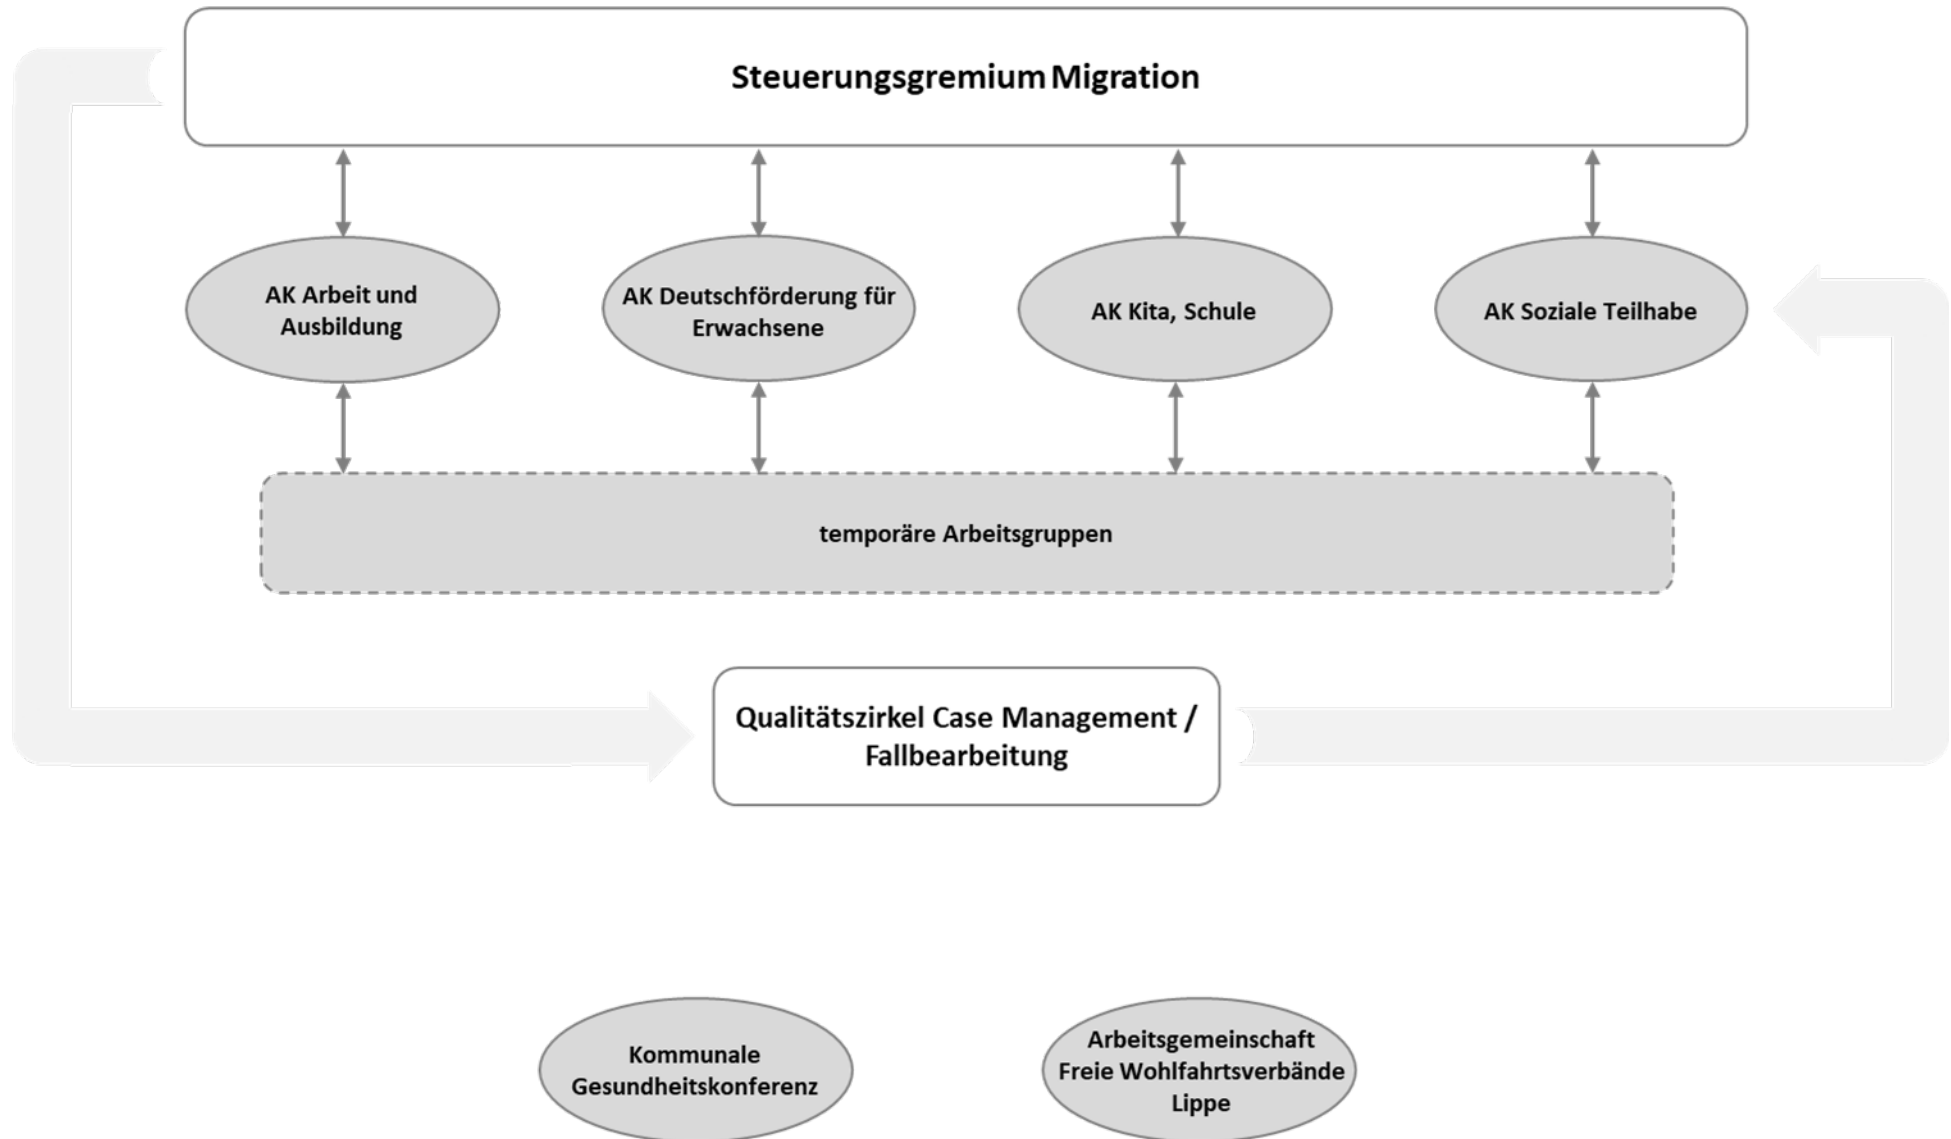 Steuerungsgremium Migration
AK Arbeit und
Ausbildung
AK Deutschförderung für
Erwachsene
AK Kita, Schule
AK Soziale Teilhabe
temporäre Arbeitsgruppen
Qualitätszirkel Case Management /
Fallbearbeitung
Kommunale
Gesundheitskonferenz
Arbeitsgemeinschaft
Freie Wohlfahrtsverbände
Lippe